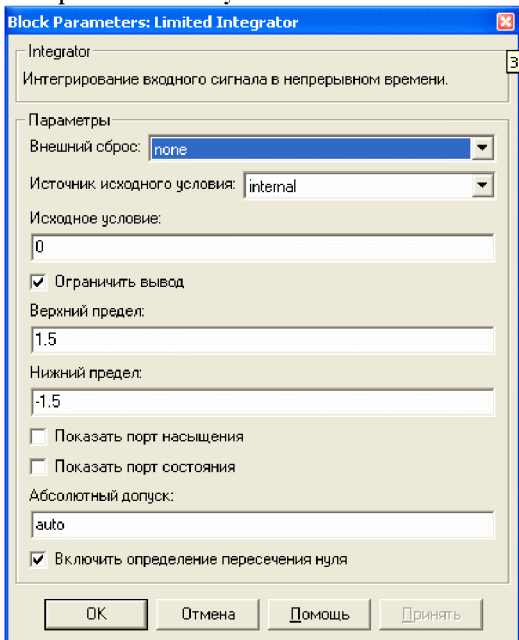 Block Parameters: Limited Integrator
Integrator
Интегрирование входного сигнала в непрерывном времени.
Параметры
Внешний сброс: none
Источник исходного условия: internal
Исходное условие:
0
Ограничить вывод
Верхний предел:
1.5
Нижний предел:
-1.5
Показать порт насыщения
Показать порт состояния
Абсолютный допуск:
auto
Включить определение пересечения нуля
OK Отмена Помощь Принять